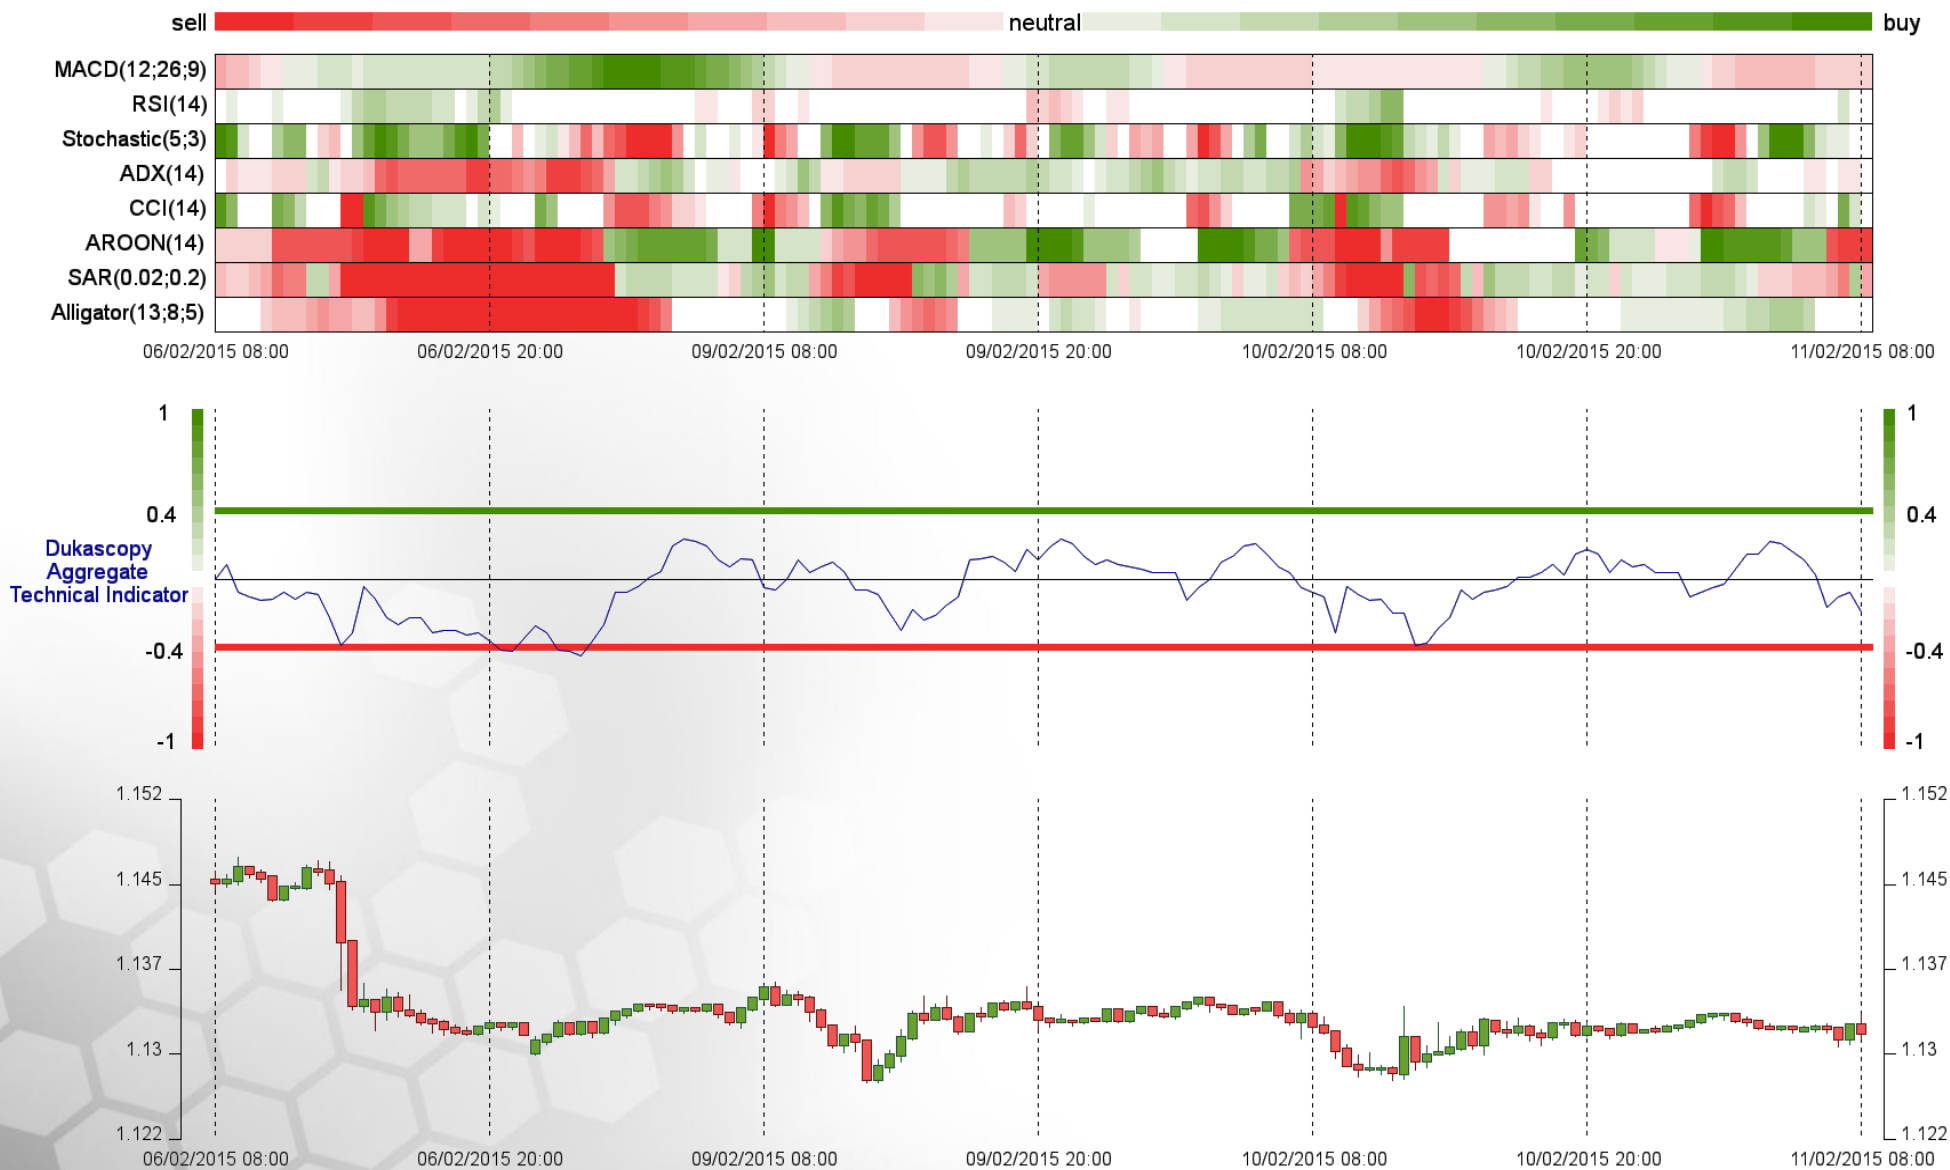 sell neutral buy
MACD(12;26;9)
RSI(14)
Stochastic(5;3)
ADX(14)
CCI(14)
AROON(14)
SAR(0.02;0.2)
Alligator(13;8;5)
06/02/2015 08:00 06/02/2015 20:00 09/02/2015 08:00 09/02/2015 20:00 10/02/2015 08:00 10/02/2015 20:00 11/02/2015 08:00
1 1
0.4 0.4
Dukascopy
Aggregate
Technical Indicator
-0.4 -0.4
-1 -1
1.152 1.152
1.145 1.145
1.137 1.137
1.13 1.13
1.122 1.122
06/02/2015 08:00 06/02/2015 20:00 09/02/2015 08:00 09/02/2015 20:00 10/02/2015 08:00 10/02/2015 20:00 11/02/2015 08:00